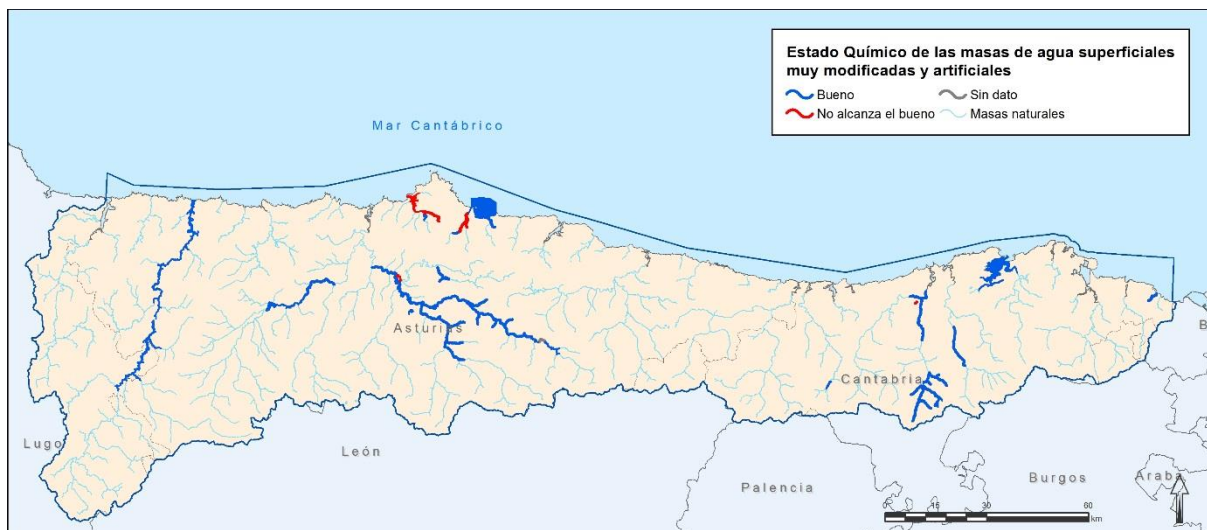 Estado Químico de las masas de agua superficiales
muy modificadas y artificiales
Bueno
Sin dato
No alcanza el bueno
Masas naturales
Mar Cantábrico
Asturias
Cantabria
Lugo
León
Palencia
Burgos
Araba
B
0 15 30 60
km